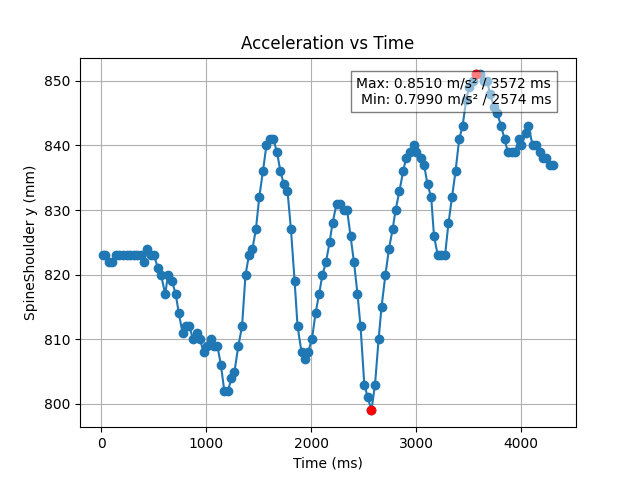 Acceleration vs Time
Max: 0.8510 m/s² / 3572 ms
Min: 0.7990 m/s² / 2574 ms
SpineShoulder y (mm)
850
840
830
820
810
800
0 1000 2000 3000 4000
Time (ms)